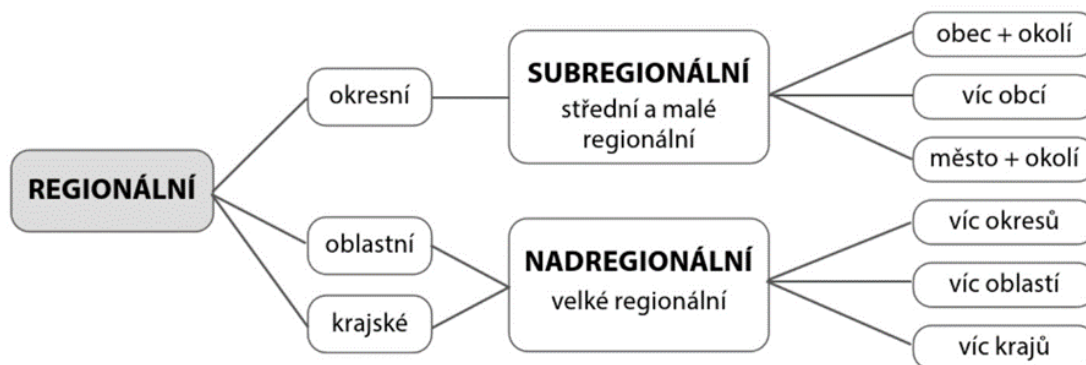 REGIONÁLNÍ
okresní
oblastní
krajské
SUBREGIONÁLNÍ
střední a malé
regionální
NADREGIONÁLNÍ
velké regionální
obec + okolí
víc obcí
město + okolí
víc okresů
víc oblastí
víc krajů